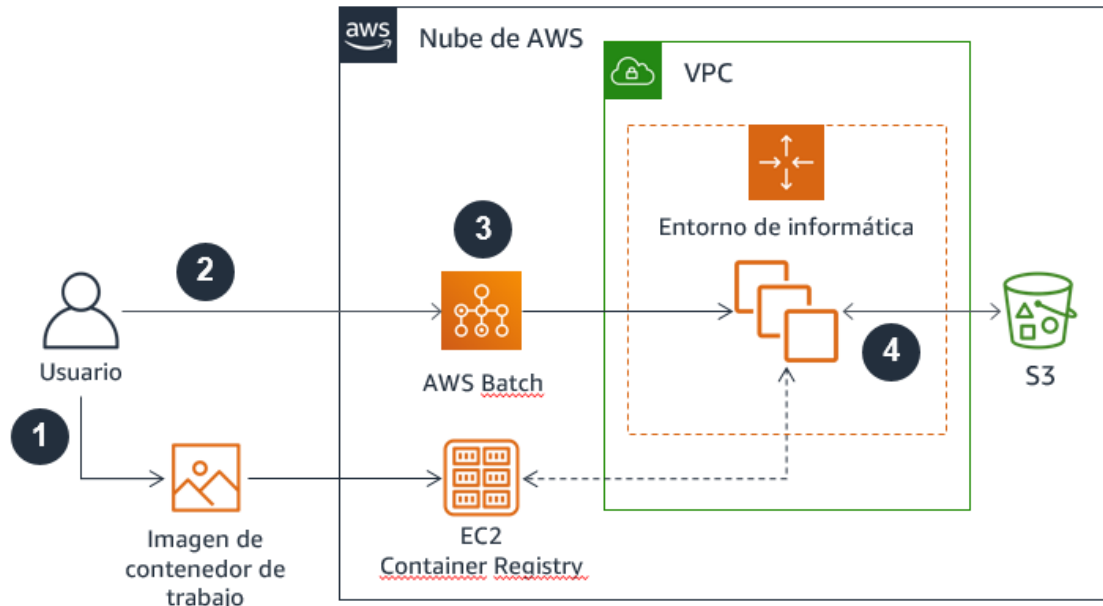 aws
Nube de AWS
VPC
Entorno de informática
3
2
4
Usuario
AWS Batch
S3
1
Imagen de
contenedor de
trabajo
EC2
Container Registry